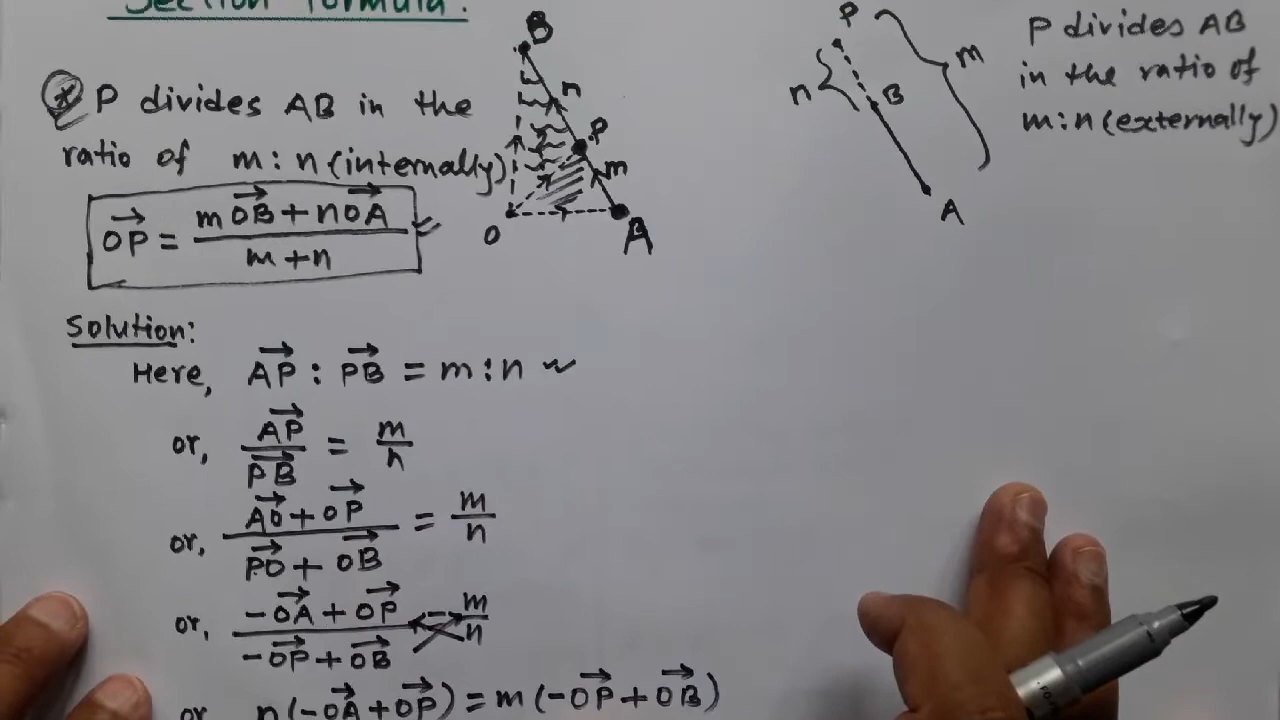 Section formula:
* P divides AB in the
ratio of m : n (internally)
OP = mOB + nOA / m + n
B
n
P
m
O
A
P
m
n
B
A
P divides AB
in the ratio of
m:n (externally)
Solution:
Here, AP : PB = m : n
or, AP / PB = m / n
or, AO + OP / PO + OB = m / n
or, -OA + OP / -OP + OB = m / n
or n(-OA + OP) = m(-OP + OB)